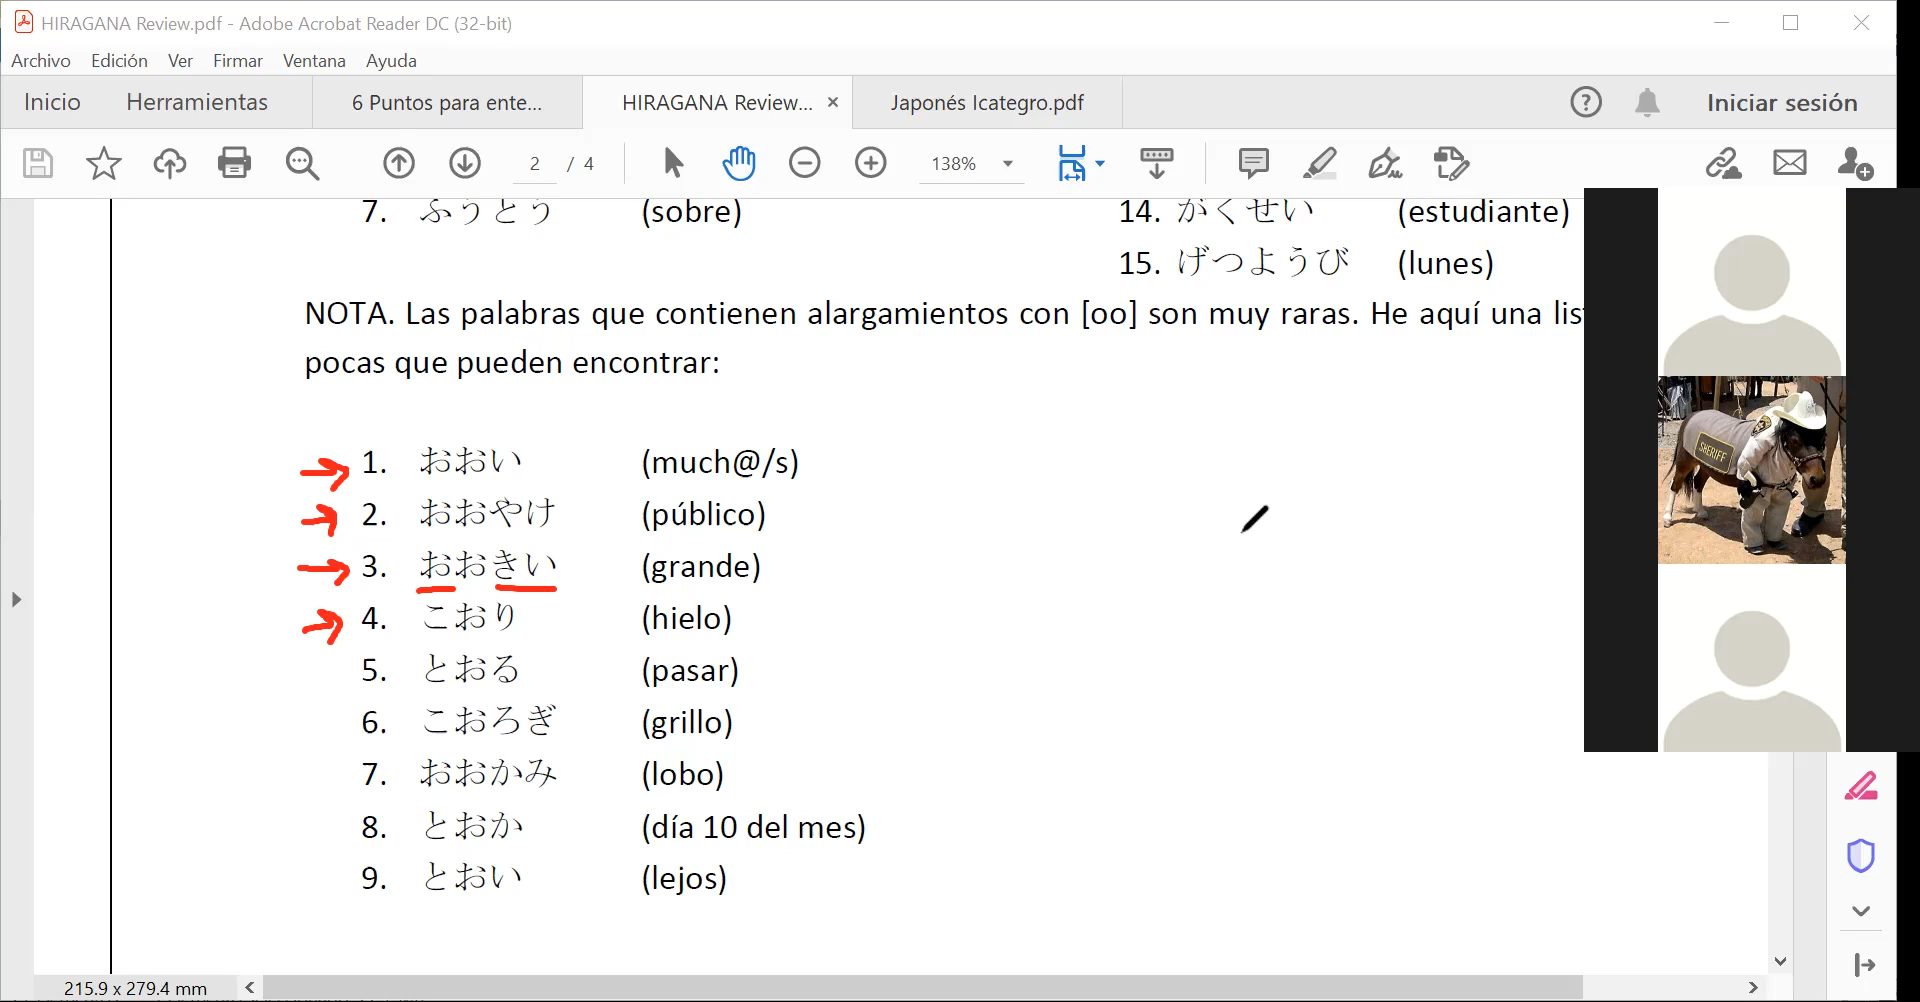 HIRAGANA Review.pdf - Adobe Acrobat Reader DC (32-bit)
Archivo Edición Ver Firmar Ventana Ayuda
Inicio Herramientas 6 Puntos para ente... HIRAGANA Review... × Japonés Icategro.pdf Iniciar sesión
2 / 4 138%
7. ふうとう (sobre) 14. がくせい (estudiante)
15. げつようび (lunes)
NOTA. Las palabras que contienen alargamientos con [oo] son muy raras. He aquí una lis
pocas que pueden encontrar:
1. おおい (much@/s)
2. おおやけ (público)
3. おおきい (grande)
4. こおり (hielo)
5. とおる (pasar)
6. こおろぎ (grillo)
7. おおかみ (lobo)
8. とおか (día 10 del mes)
9. とおい (lejos)
SHERIFF
215.9 x 279.4 mm